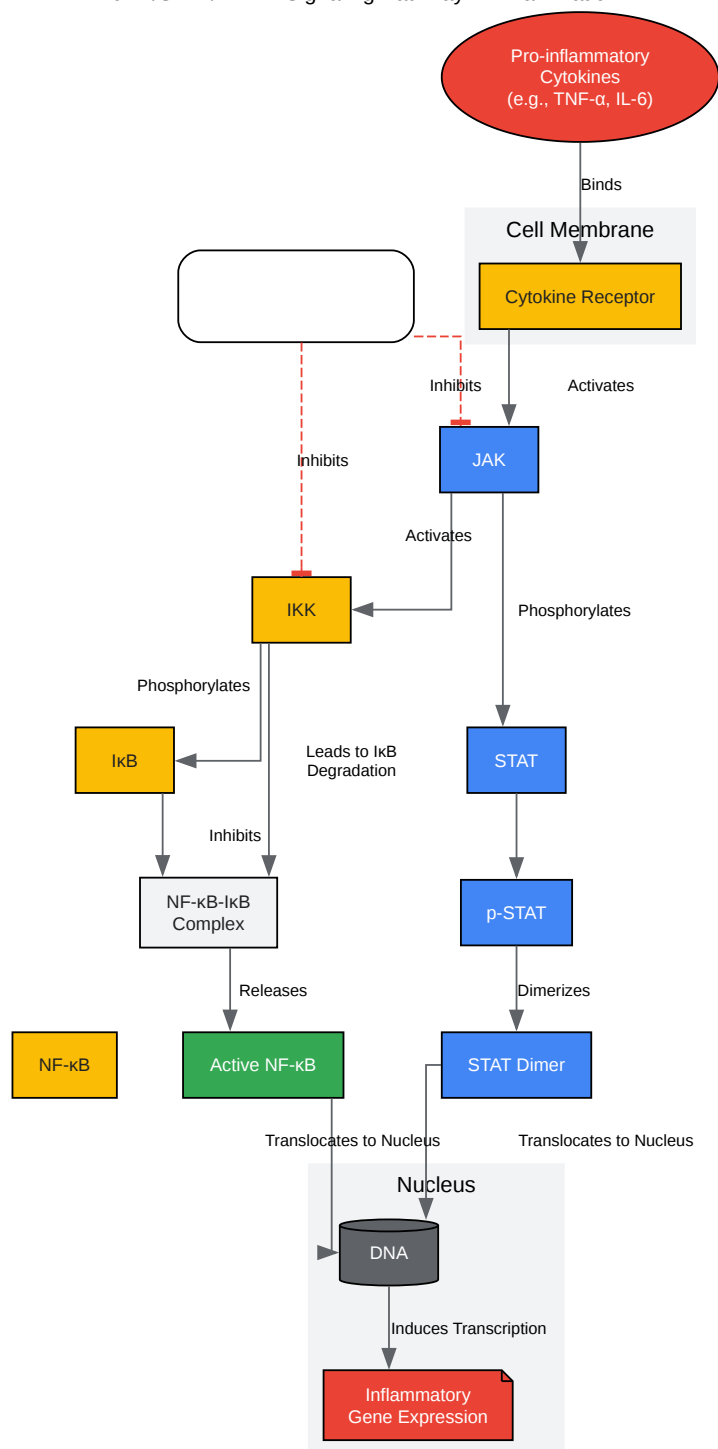 Pro-inflammatory
Cytokines
(e.g., TNF-α, IL-6)
Binds
Cell Membrane
Cytokine Receptor
Inhibits
Activates
JAK
Inhibits
Activates
IKK
Phosphorylates
Phosphorylates
IκB
Leads to IκB
Degradation
STAT
Inhibits
NF-κB-IκB
Complex
p-STAT
Releases
Dimerizes
NF-κB
Active NF-κB
STAT Dimer
Translocates to Nucleus
Translocates to Nucleus
Nucleus
DNA
Induces Transcription
Inflammatory
Gene Expression